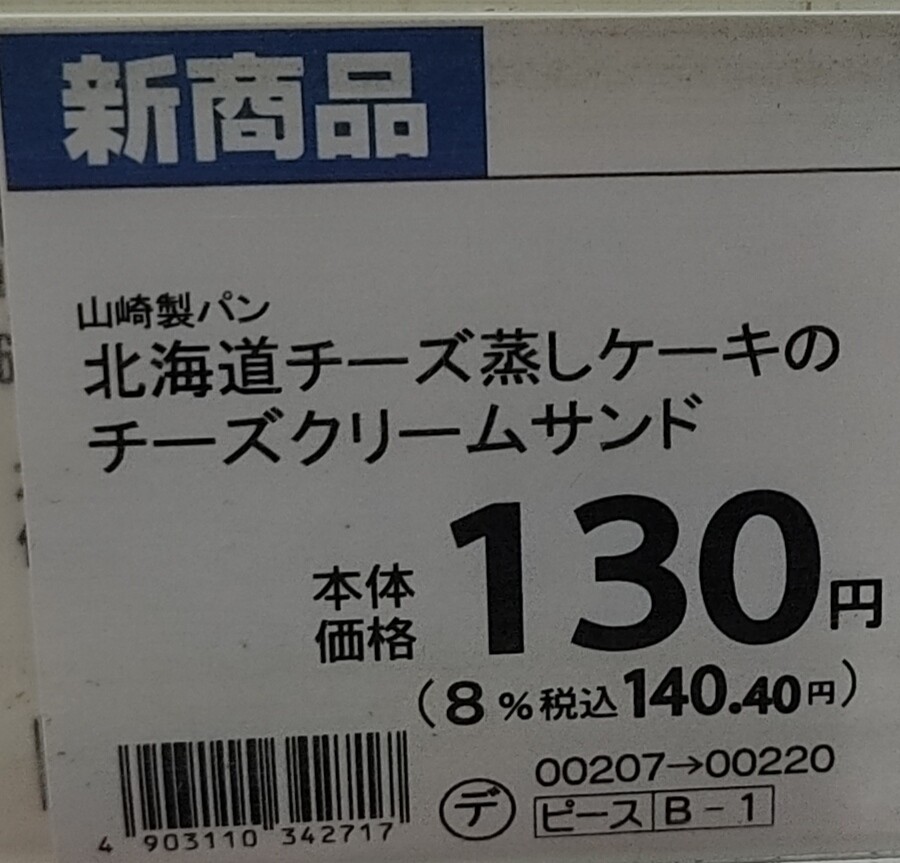 新商品
山崎製パン
北海道チーズ蒸しケーキの
チーズクリームサンド
本体
価格
130円
(8%税込140.40円)
00207→00220
デ
ピース B-1
4 903110 342717